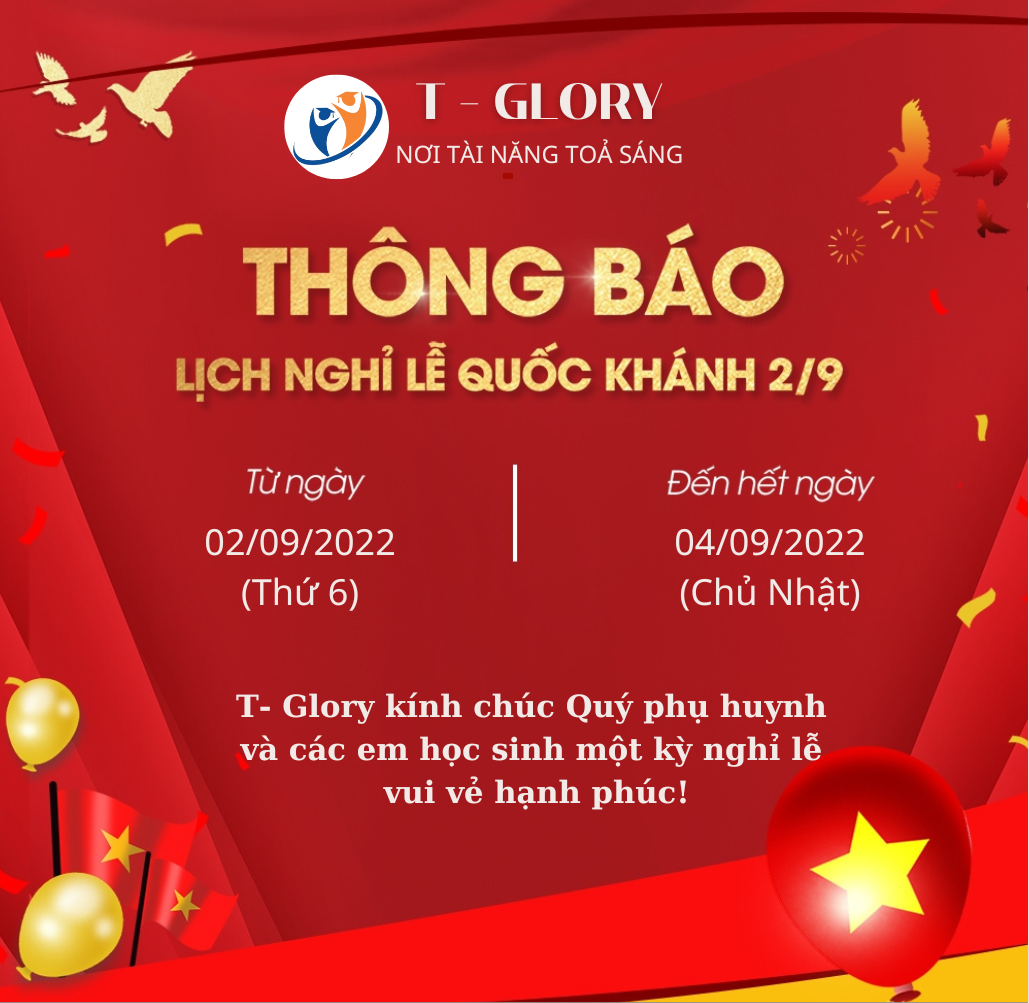 T - GLORY
NƠI TÀI NĂNG TOẢ SÁNG
THÔNG BÁO
LỊCH NGHỈ LỄ QUỐC KHÁNH 2/9
Từ ngày
02/09/2022
(Thứ 6)
Đến hết ngày
04/09/2022
(Chủ Nhật)
T- Glory kính chúc Quý phụ huynh
và các em học sinh một kỳ nghỉ lễ
vui vẻ hạnh phúc!